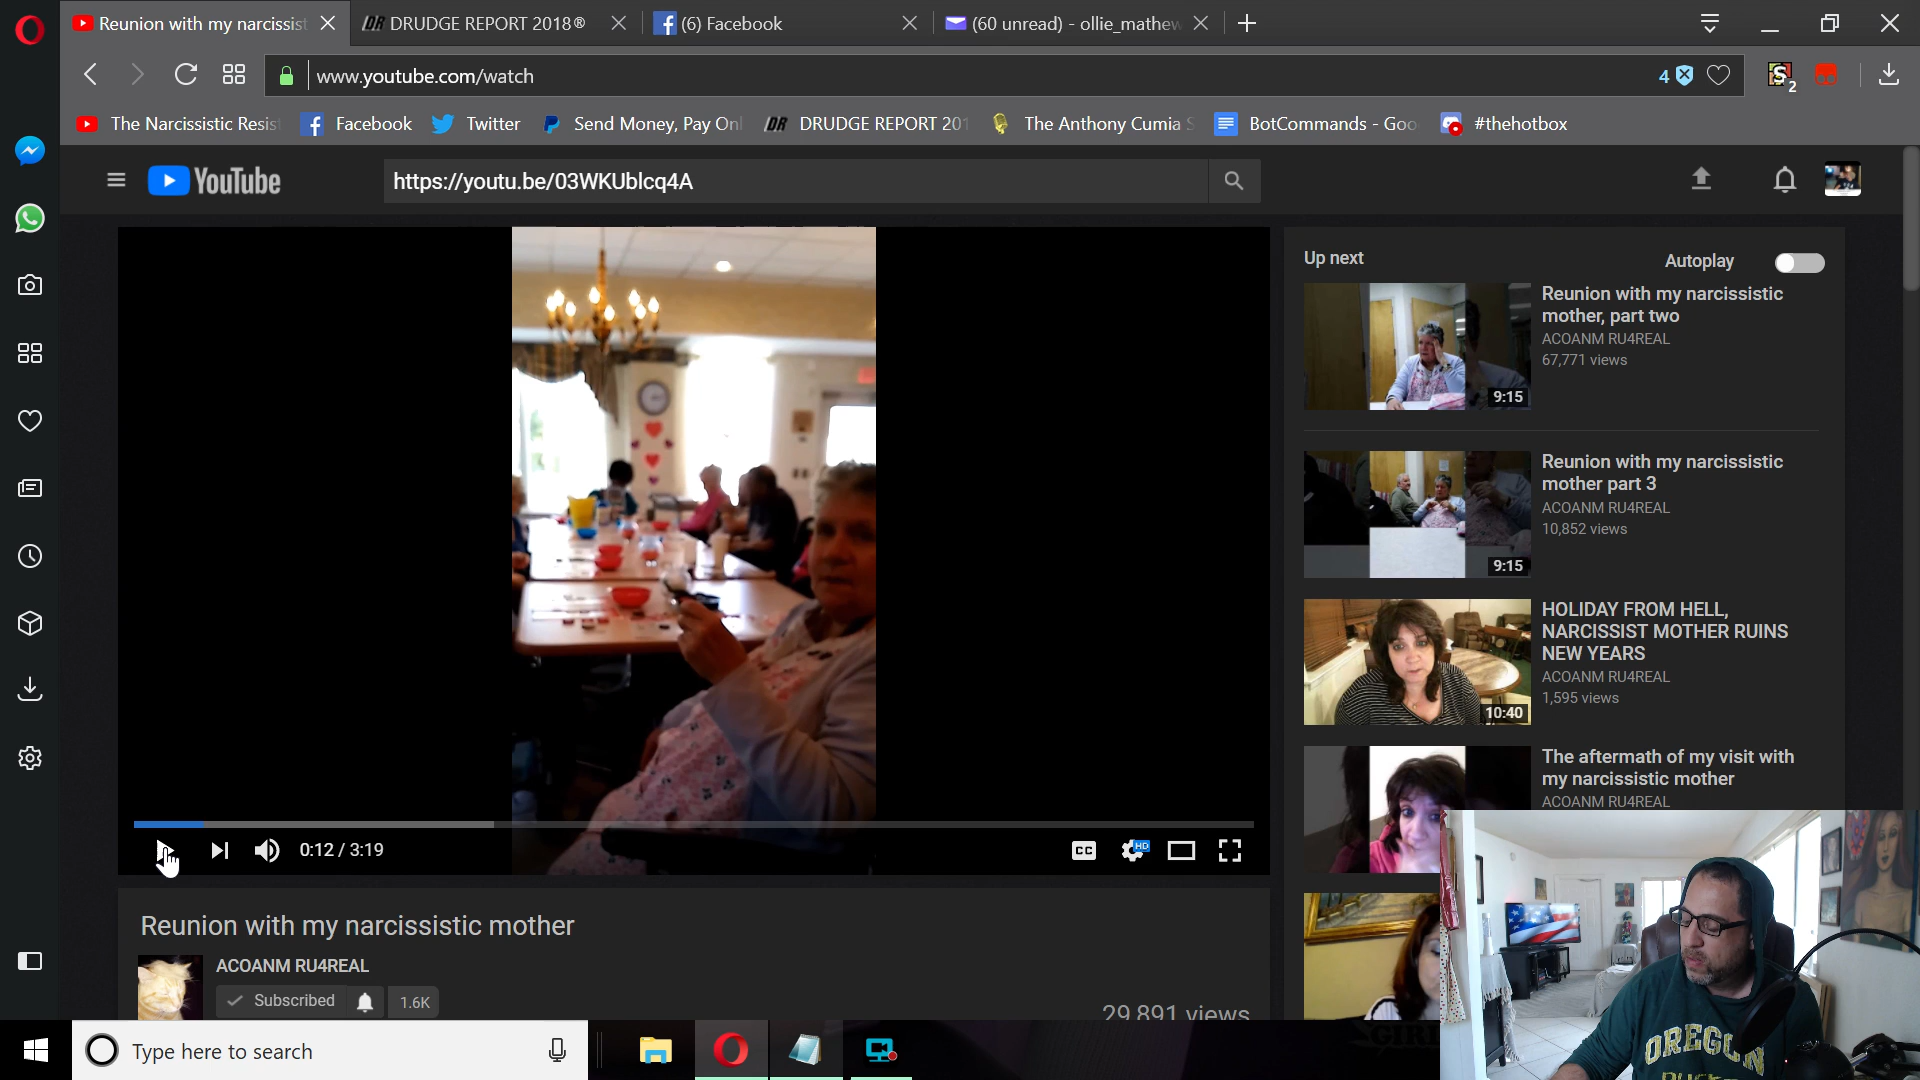 Reunion with my narcissist
DRUDGE REPORT 2018®
(6) Facebook
(60 unread) - ollie_mathew
www.youtube.com/watch
4
2
The Narcissistic Resis
Facebook
Twitter
Send Money, Pay Onl
DRUDGE REPORT 201
The Anthony Cumia S
BotCommands - Goo
#thehotbox
YouTube
https://youtu.be/03WKUblcq4A
Up next
Autoplay
Reunion with my narcissistic
mother, part two
ACOANM RU4REAL
67,771 views
9:15
Reunion with my narcissistic
mother part 3
ACOANM RU4REAL
10,852 views
9:15
HOLIDAY FROM HELL,
NARCISSIST MOTHER RUINS
NEW YEARS
ACOANM RU4REAL
1,595 views
10:40
The aftermath of my visit with
my narcissistic mother
ACOANM RU4REAL
0:12 / 3:19
CC
HD
Reunion with my narcissistic mother
ACOANM RU4REAL
Subscribed
1.6K
29,891 views
Type here to search
OREGON
DUCKS